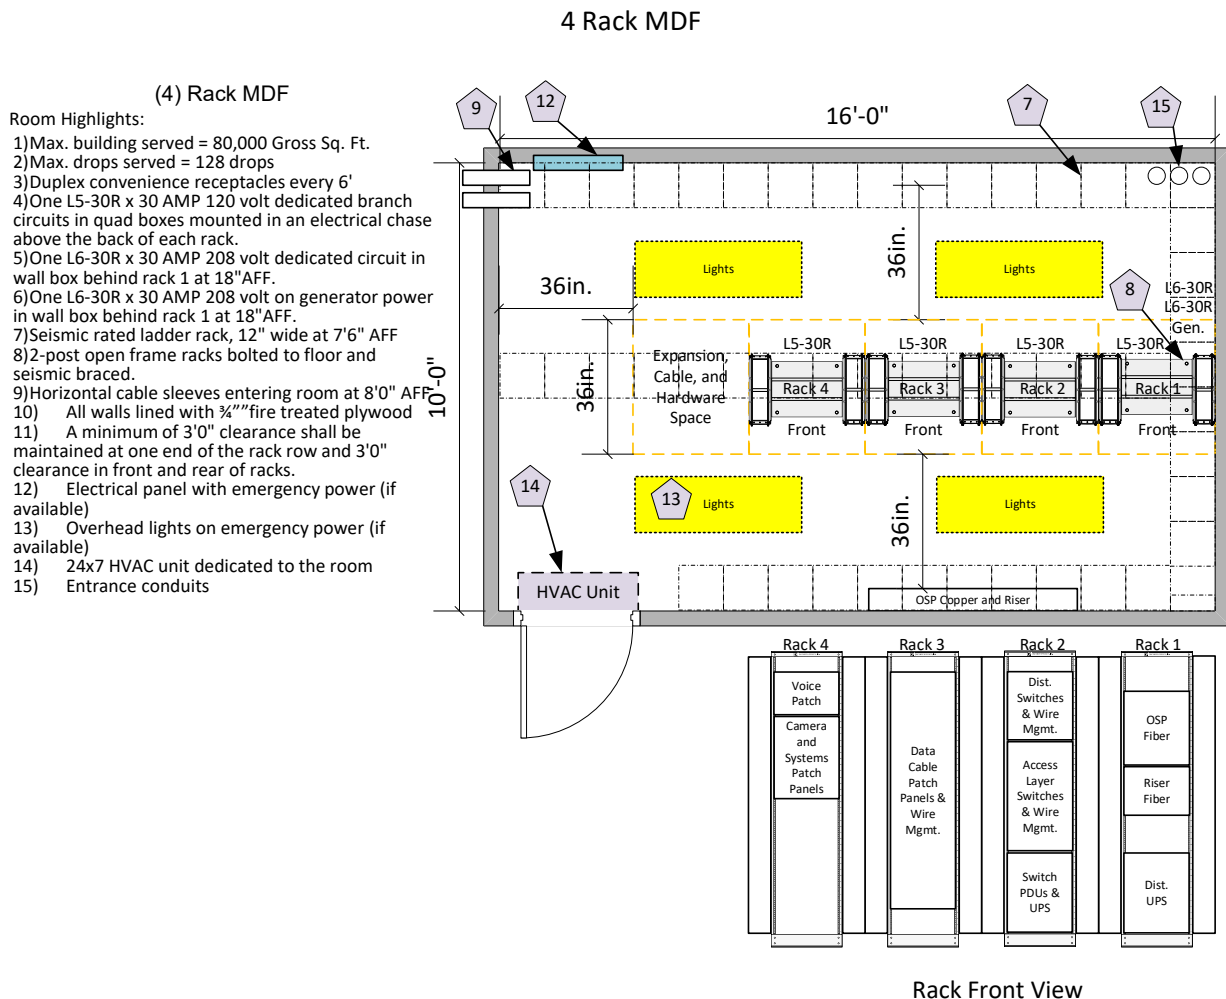 4 Rack MDF
(4) Rack MDF
Room Highlights:
1)Max. building served = 80,000 Gross Sq. Ft.
2)Max. drops served = 128 drops
3)Duplex convenience receptacles every 6'
4)One L5-30R x 30 AMP 120 volt dedicated branch
circuits in quad boxes mounted in an electrical chase
above the back of each rack.
5)One L6-30R x 30 AMP 208 volt dedicated circuit in
wall box behind rack 1 at 18"AFF.
6)One L6-30R x 30 AMP 208 volt on generator power
in wall box behind rack 1 at 18"AFF.
7)Seismic rated ladder rack, 12" wide at 7'6" AFF
8)2-post open frame racks bolted to floor and
seismic braced.
9)Horizontal cable sleeves entering room at 8'0" AFF
10) All walls lined with ¾””fire treated plywood
11) A minimum of 3'0" clearance shall be
maintained at one end of the rack row and 3'0"
clearance in front and rear of racks.
12) Electrical panel with emergency power (if
available)
13) Overhead lights on emergency power (if
available)
14) 24x7 HVAC unit dedicated to the room
15) Entrance conduits
9
12
7
15
16'-0"
10'-0"
36in.
36in.
36in.
36in.
Lights
Lights
8
L6-30R
L6-30R
Gen.
Expansion,
Cable, and
Hardware
Space
L5-30R
L5-30R
L5-30R
L5-30R
Rack 4
Rack 3
Rack 2
Rack 1
Front
Front
Front
Front
14
13
Lights
Lights
HVAC Unit
OSP Copper and Riser
Rack 4
Rack 3
Rack 2
Rack 1
Voice
Patch
Camera
and
Systems
Patch
Panels
Data
Cable
Patch
Panels &
Wire
Mgmt.
Dist.
Switches
& Wire
Mgmt.
Access
Layer
Switches
& Wire
Mgmt.
Switch
PDUs &
UPS
OSP
Fiber
Riser
Fiber
Dist.
UPS
Rack Front View